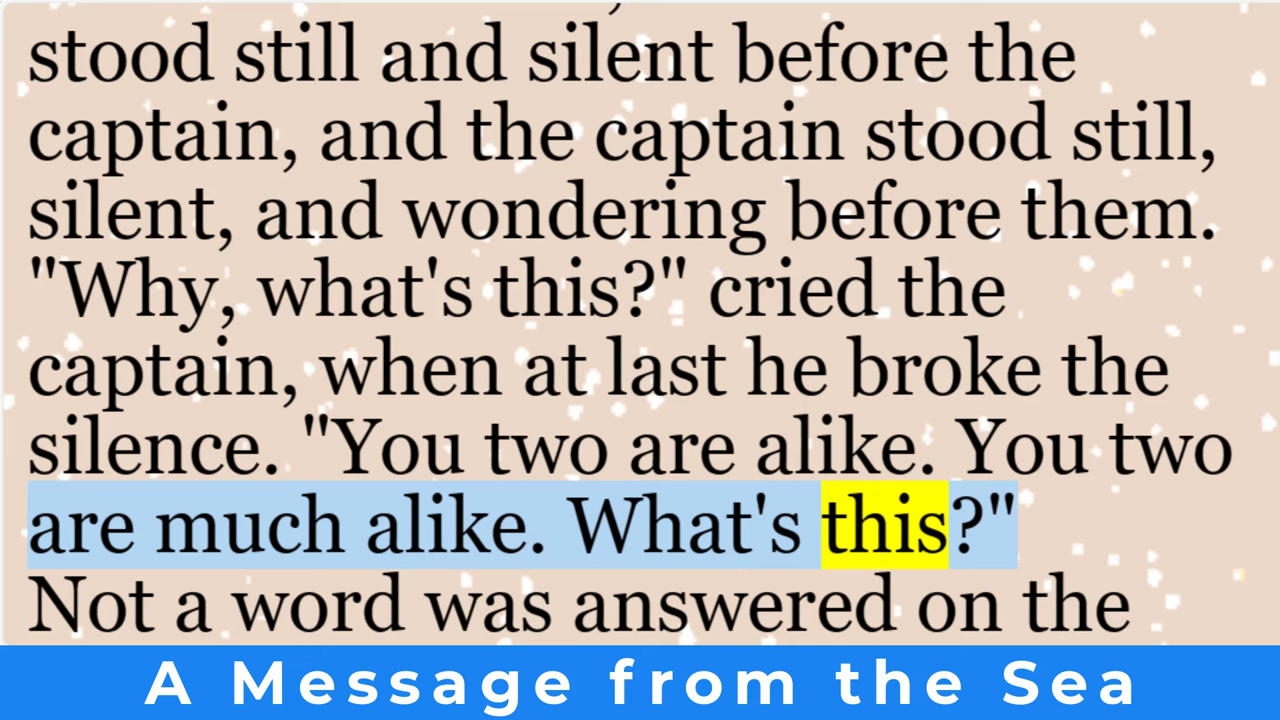 stood still and silent before the
captain, and the captain stood still,
silent, and wondering before them.
"Why, what's this?" cried the
captain, when at last he broke the
silence. "You two are alike. You two
are much alike. What's this?"
Not a word was answered on the
A Message from the Sea